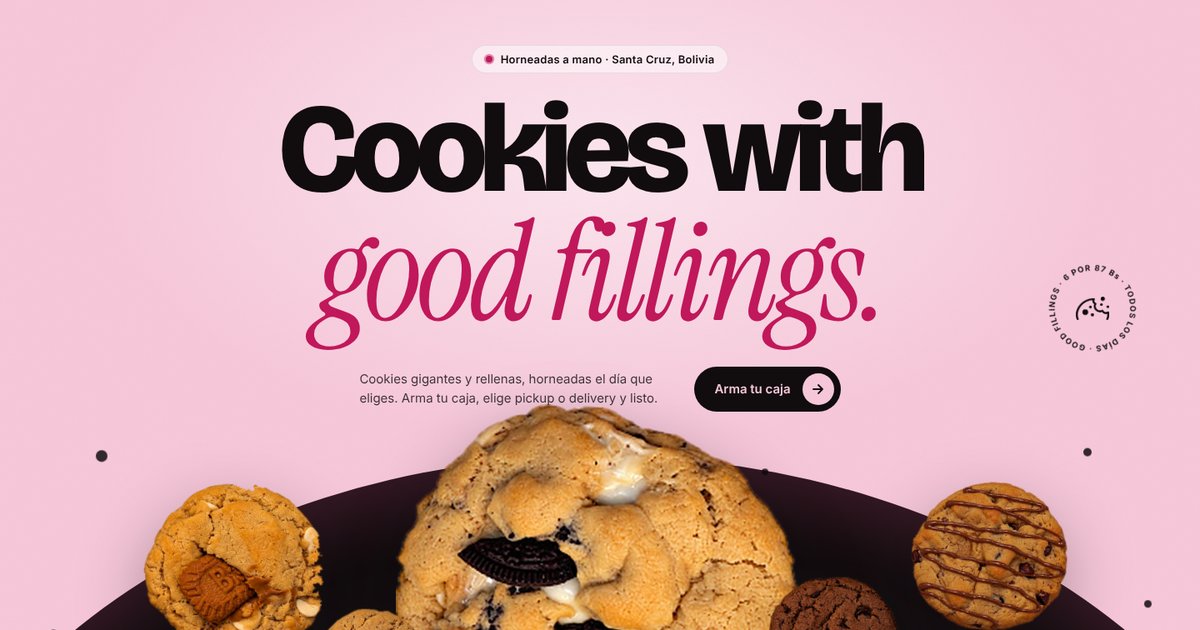 Horneadas a mano · Santa Cruz, Bolivia
Cookies with
good fillings.
Cookies gigantes y rellenas, horneadas el día que
eliges. Arma tu caja, elige pickup o delivery y listo.
Arma tu caja
6 POR 87 Bs · TODOS LOS DÍAS · GOOD FILLINGS ·